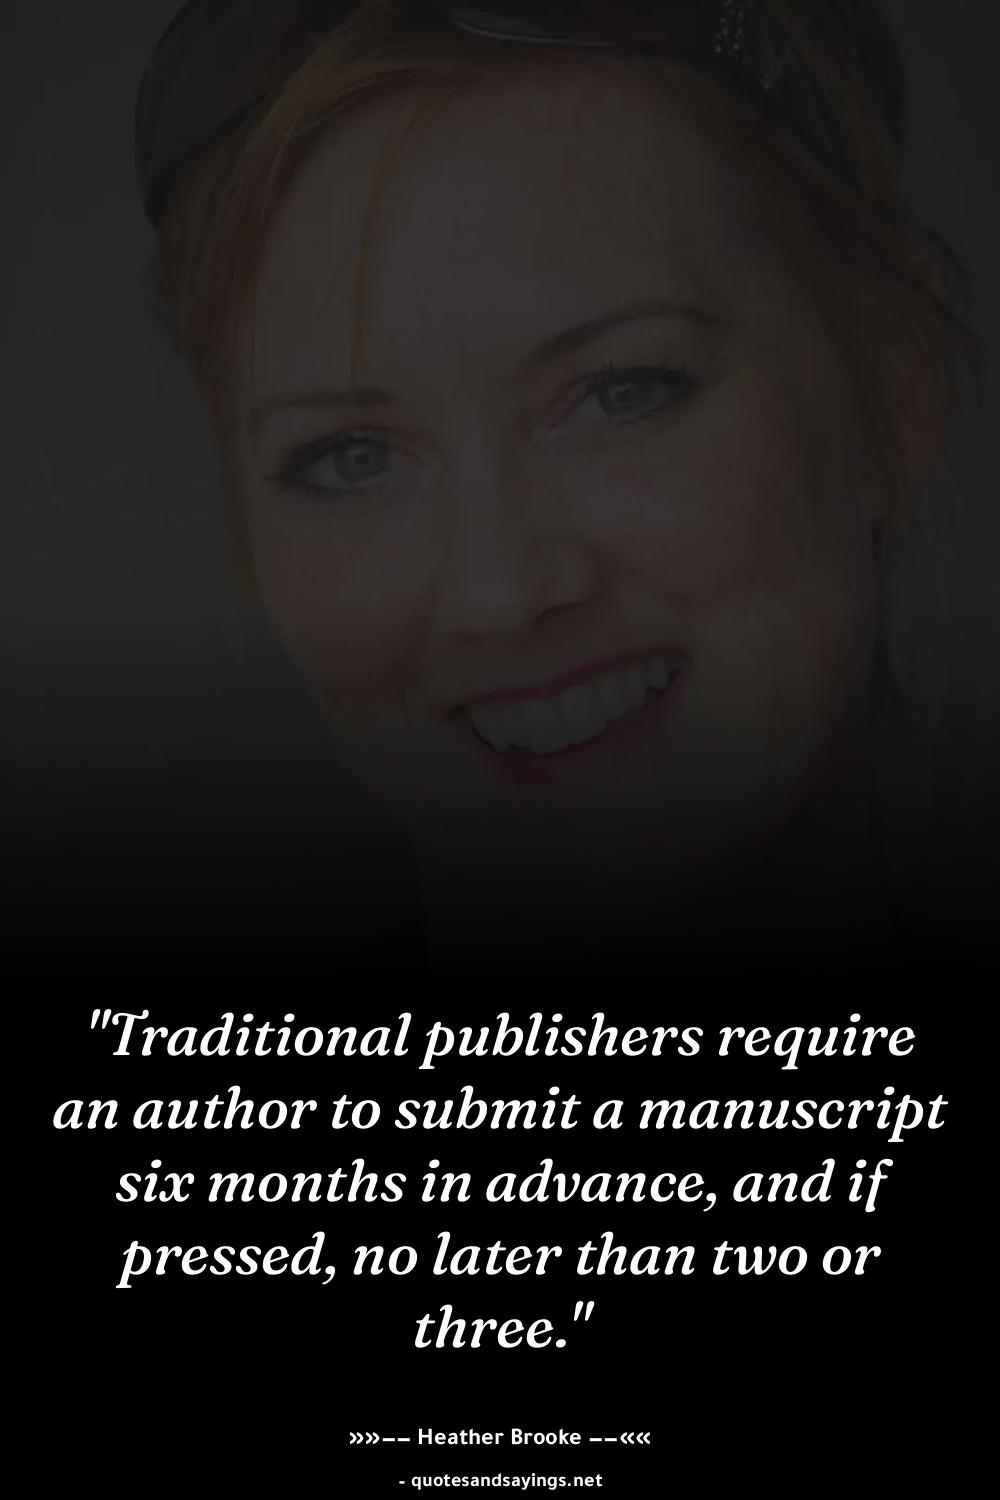 "Traditional publishers require
an author to submit a manuscript
six months in advance, and if
pressed, no later than two or
three."
»»−− Heather Brooke −−««
- quotesandsayings.net